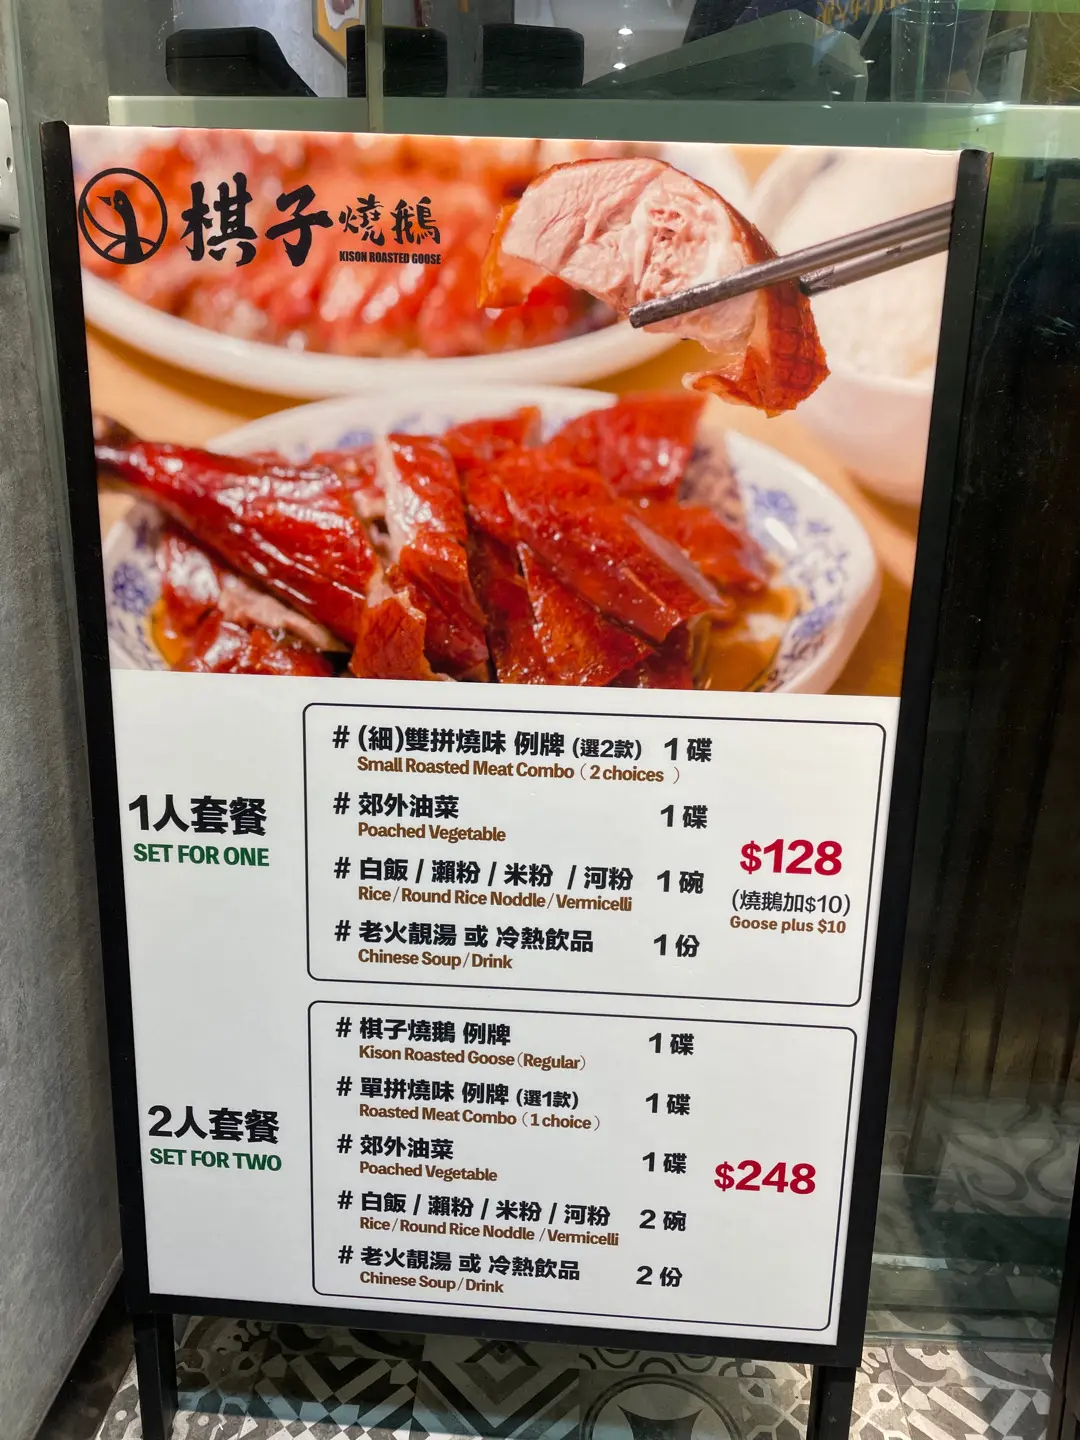 棋子燒鵝
KISON ROASTED GOOSE
1人套餐
SET FOR ONE
# (細)雙拼燒味 例牌 (選2款) 1 碟
Small Roasted Meat Combo (2 choices )
# 郊外油菜 1 碟
Poached Vegetable
# 白飯 / 瀨粉 / 米粉 / 河粉 1 碗
Rice/Round Rice Noddle/Vermicelli
# 老火靚湯 或 冷熱飲品 1 份
Chinese Soup/Drink
$128
(燒鵝加$10)
Goose plus $10
2人套餐
SET FOR TWO
# 棋子燒鵝 例牌 1 碟
Kison Roasted Goose (Regular)
# 單拼燒味 例牌 (選1款) 1 碟
Roasted Meat Combo (1 choice )
# 郊外油菜 1 碟
Poached Vegetable
# 白飯 / 瀨粉 / 米粉 / 河粉 2 碗
Rice/Round Rice Noddle /Vermicelli
# 老火靚湯 或 冷熱飲品 2 份
Chinese Soup/Drink
$248